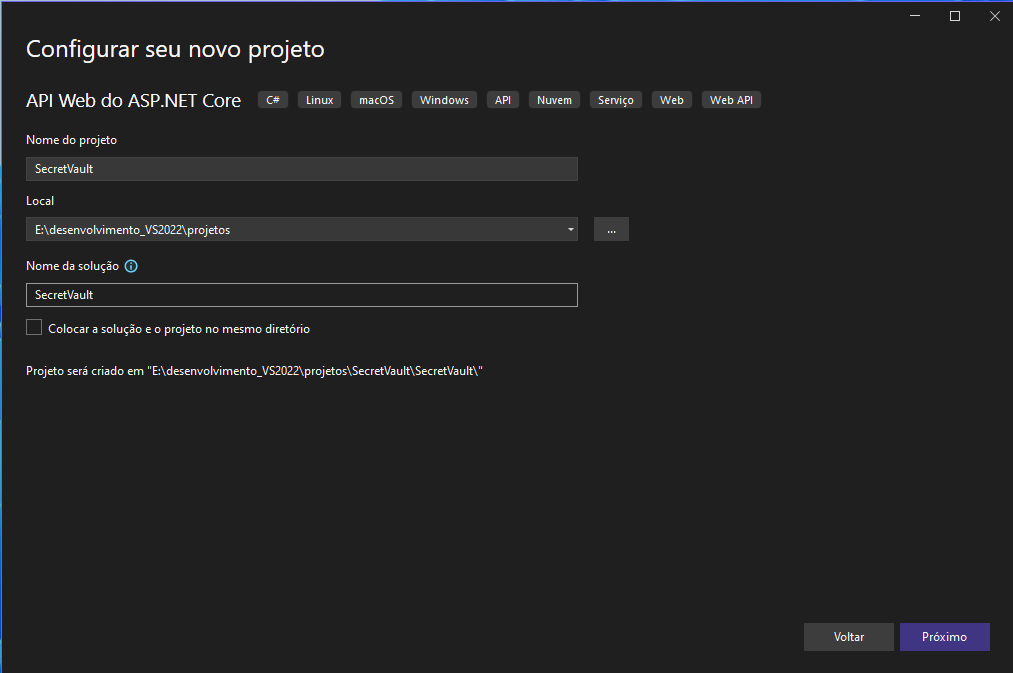 Configurar seu novo projeto
API Web do ASP.NET Core C# Linux macOS Windows API Nuvem Serviço Web Web API
Nome do projeto
SecretVault
Local
E:\desenvolvimento_VS2022\projetos
...
Nome da solução
SecretVault
Colocar a solução e o projeto no mesmo diretório
Projeto será criado em "E:\desenvolvimento_VS2022\projetos\SecretVault\SecretVault\"
Voltar Próximo